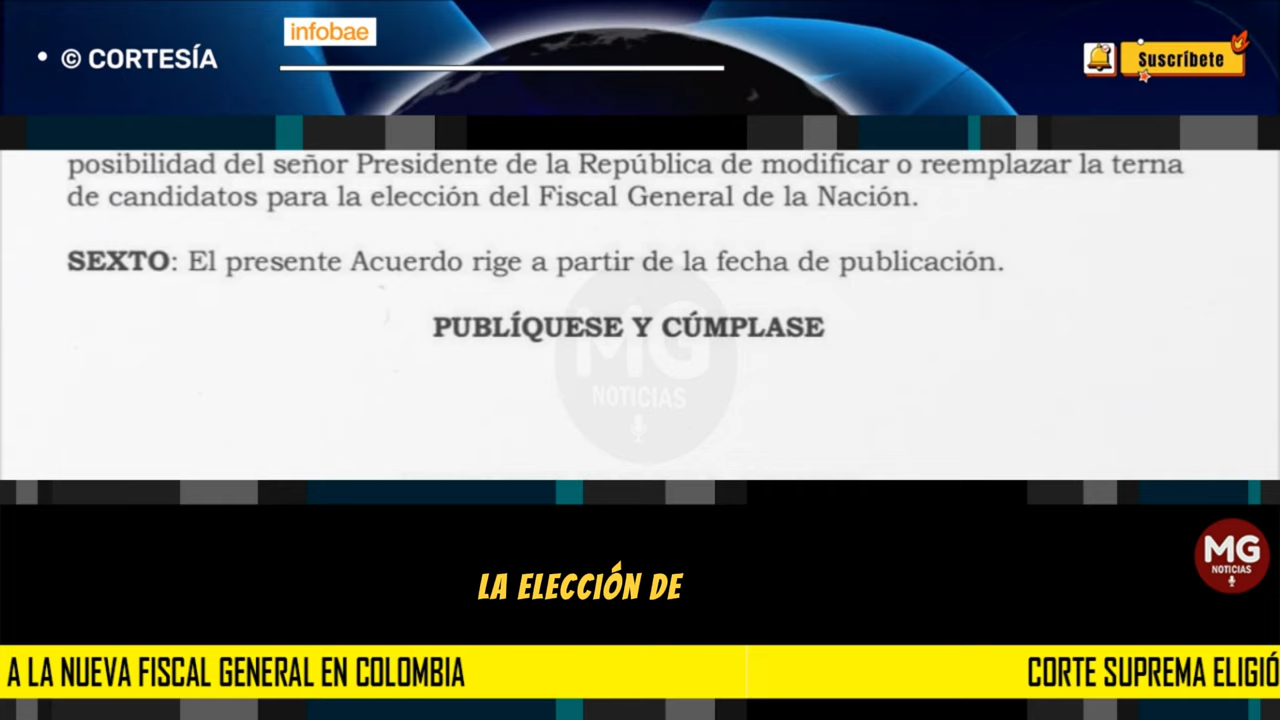 infobae
• © CORTESÍA
Suscríbete
posibilidad del señor Presidente de la República de modificar o reemplazar la terna
de candidatos para la elección del Fiscal General de la Nación.
SEXTO: El presente Acuerdo rige a partir de la fecha de publicación.
PUBLÍQUESE Y CÚMPLASE
MG
NOTICIAS
LA ELECCIÓN DE
MG
NOTICIAS
A LA NUEVA FISCAL GENERAL EN COLOMBIA
CORTE SUPREMA ELIGIÓ